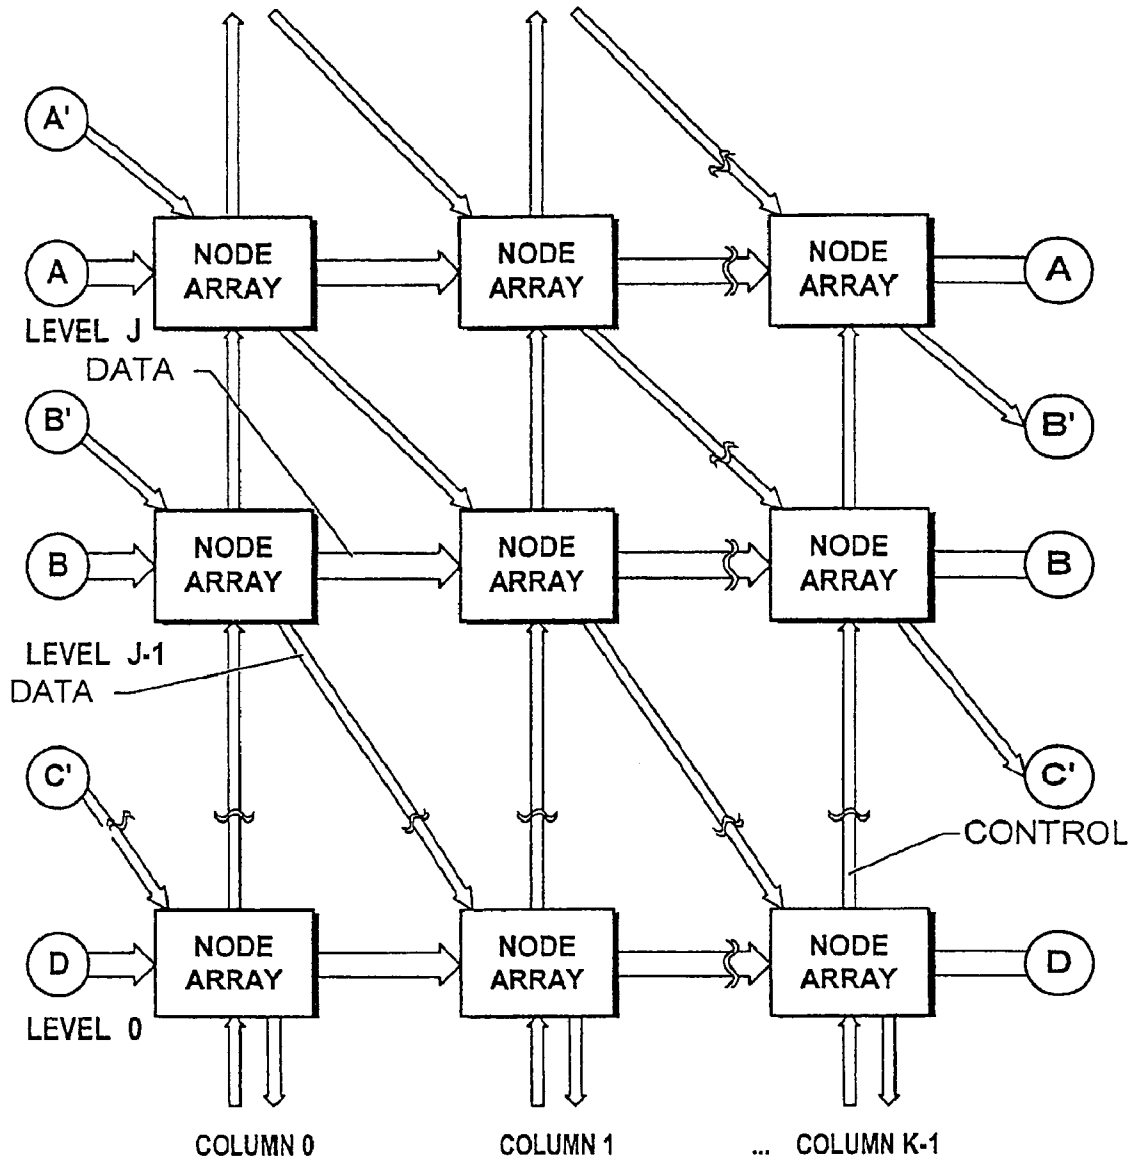 A'
A
NODE
ARRAY
NODE
ARRAY
NODE
ARRAY
A
LEVEL J
DATA
B'
B'
B
NODE
ARRAY
NODE
ARRAY
NODE
ARRAY
B
LEVEL J-1
DATA
C'
C'
CONTROL
D
NODE
ARRAY
NODE
ARRAY
NODE
ARRAY
D
LEVEL 0
COLUMN 0
COLUMN 1
... COLUMN K-1